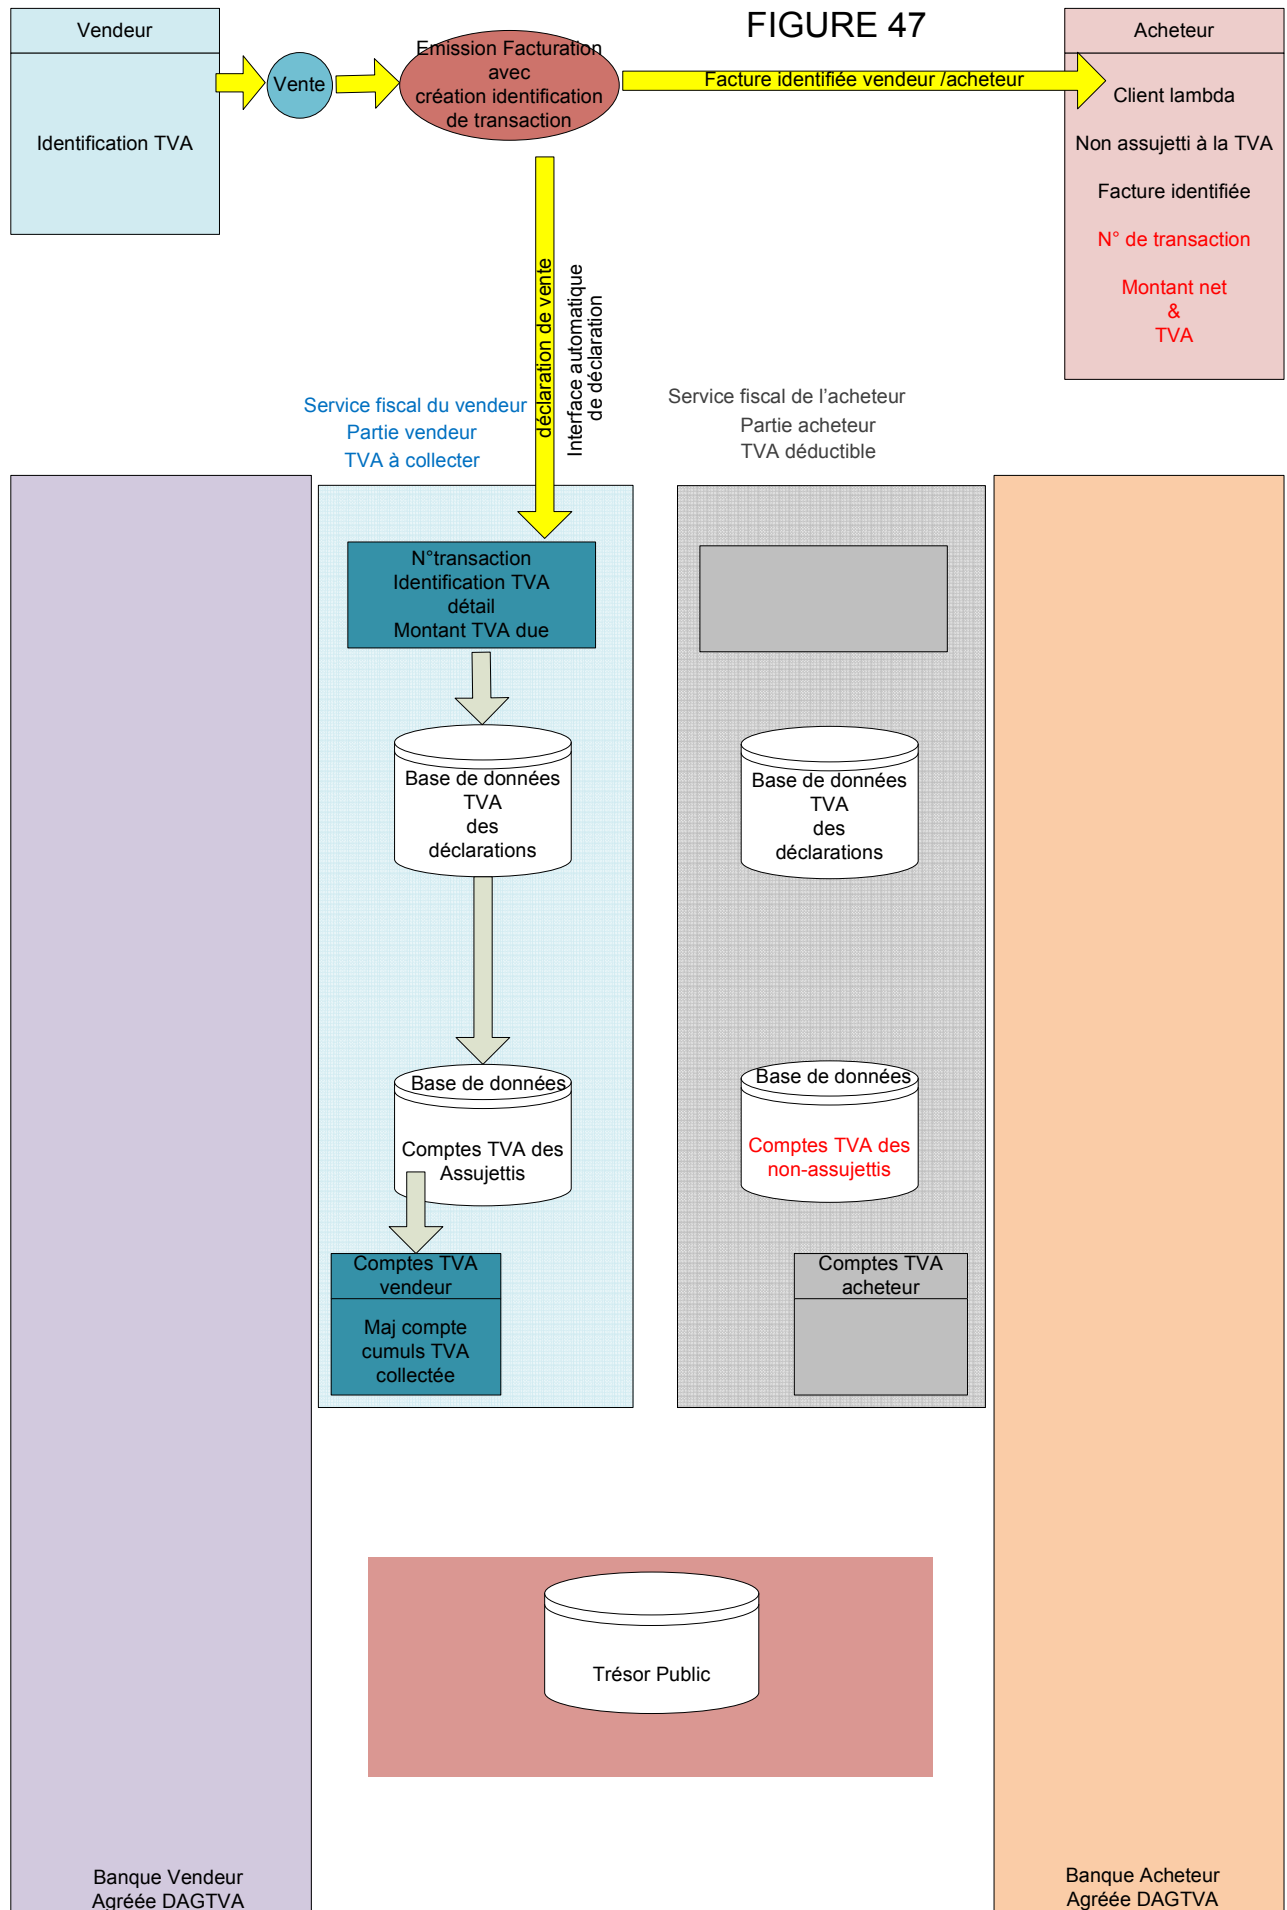 FIGURE 47
Vendeur
Identification TVA
Vente
Emission Facturation
avec
création identification
de transaction
Facture identifiée vendeur /acheteur
Acheteur
Client lambda
Non assujetti à la TVA
Facture identifiée
N° de transaction
Montant net
&
TVA
déclaration de vente
Interface automatique
de déclaration
Service fiscal du vendeur
Partie vendeur
TVA à collecter
Service fiscal de l’acheteur
Partie acheteur
TVA déductible
N°transaction
Identification TVA
détail
Montant TVA due
Base de données
TVA
des
déclarations
Base de données
TVA
des
déclarations
Base de données
Comptes TVA des
Assujettis
Base de données
Comptes TVA des
non-assujettis
Comptes TVA
vendeur
Maj compte
cumuls TVA
collectée
Comptes TVA
acheteur
Trésor Public
Banque Vendeur
Agréée DAGTVA
Banque Acheteur
Agréée DAGTVA